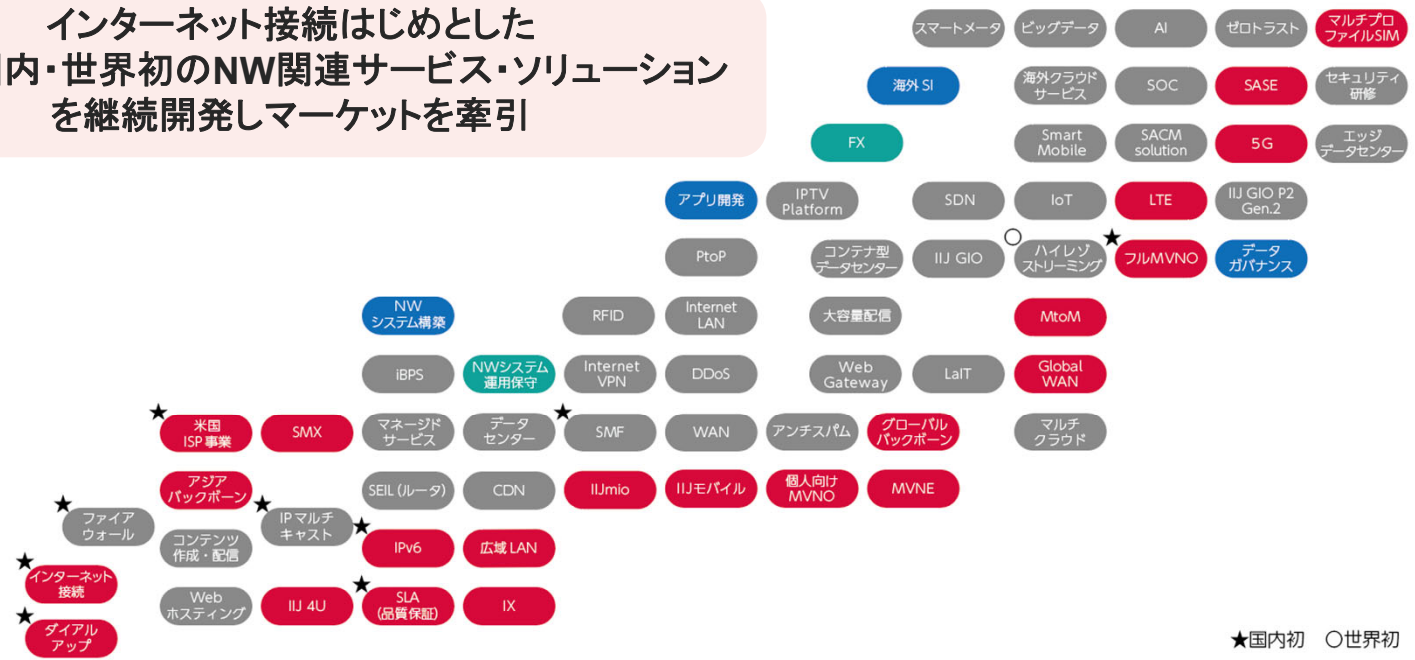 インターネット接続はじめとした
内・世界初のNW関連サービス・ソリューション
を継続開発しマーケットを牽引
スマートメータ
ビッグデータ
AI
ゼロトラスト
マルチプロ
ファイルSIM
海外 SI
海外クラウド
サービス
SOC
SASE
セキュリティ
研修
FX
Smart
Mobile
SACM
solution
5G
エッジ
データセンター
アプリ開発
IPTV
Platform
SDN
IoT
LTE
IIJ GIO P2
Gen.2
PtoP
コンテナ型
データセンター
IIJ GIO
○
ハイレゾ
ストリーミング
★
フルMVNO
データ
ガバナンス
NW
システム構築
RFID
Internet
LAN
大容量配信
MtoM
iBPS
NWシステム
運用保守
Internet
VPN
DDoS
Web
Gateway
LaIT
Global
WAN
★
米国
ISP 事業
SMX
マネージド
サービス
データ
センター
★
SMF
WAN
アンチスパム
グローバル
バックボーン
マルチ
クラウド
アジア
バックボーン
SEIL (ルータ)
CDN
IIJmio
IIJモバイル
個人向け
MVNO
MVNE
★
ファイア
ウォール
コンテンツ
作成・配信
★
IP マルチ
キャスト
★
IPv6
広域 LAN
★
インターネット
接続
Web
ホスティング
IIJ 4U
★
SLA
(品質保証)
IX
★
ダイアル
アップ
★国内初 ○世界初